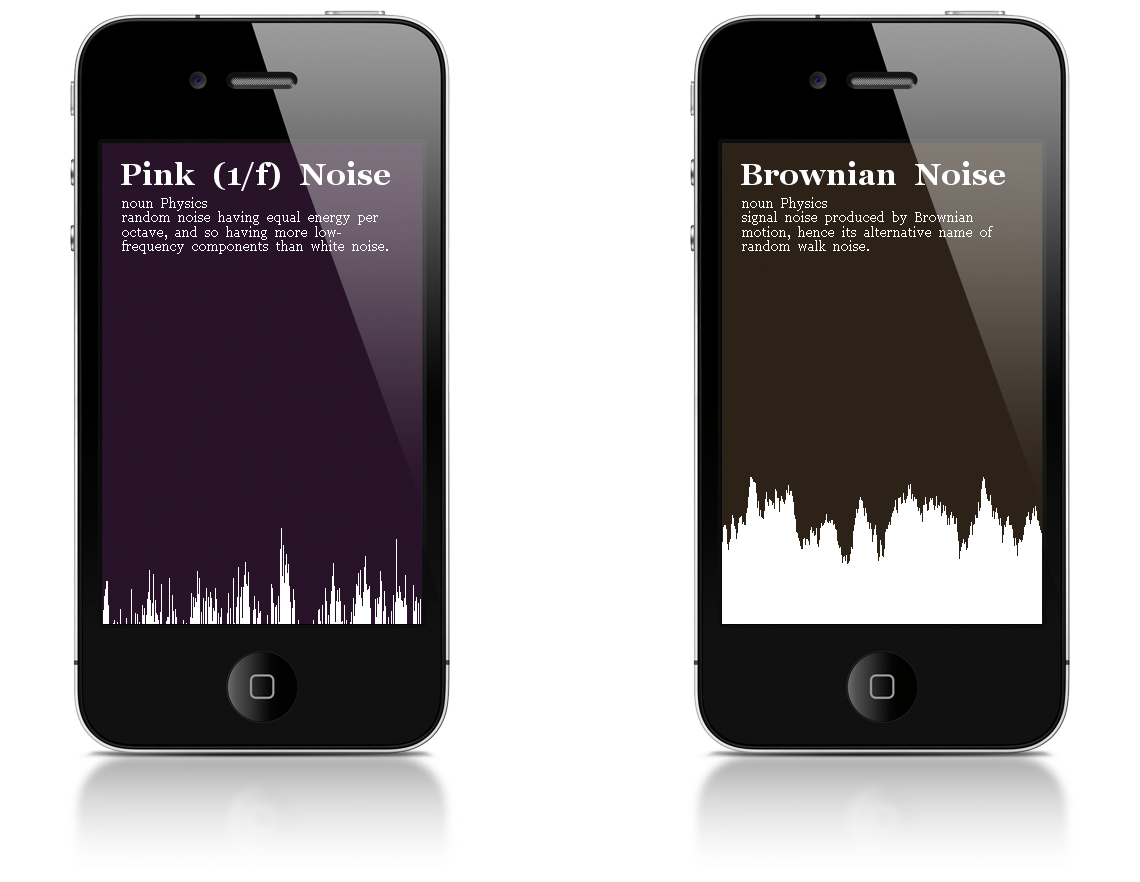 Pink (1/f) Noise
noun Physics
random noise having equal energy per
octave, and so having more low-
frequency components than white noise.
Brownian Noise
noun Physics
signal noise produced by Brownian
motion, hence its alternative name of
random walk noise.